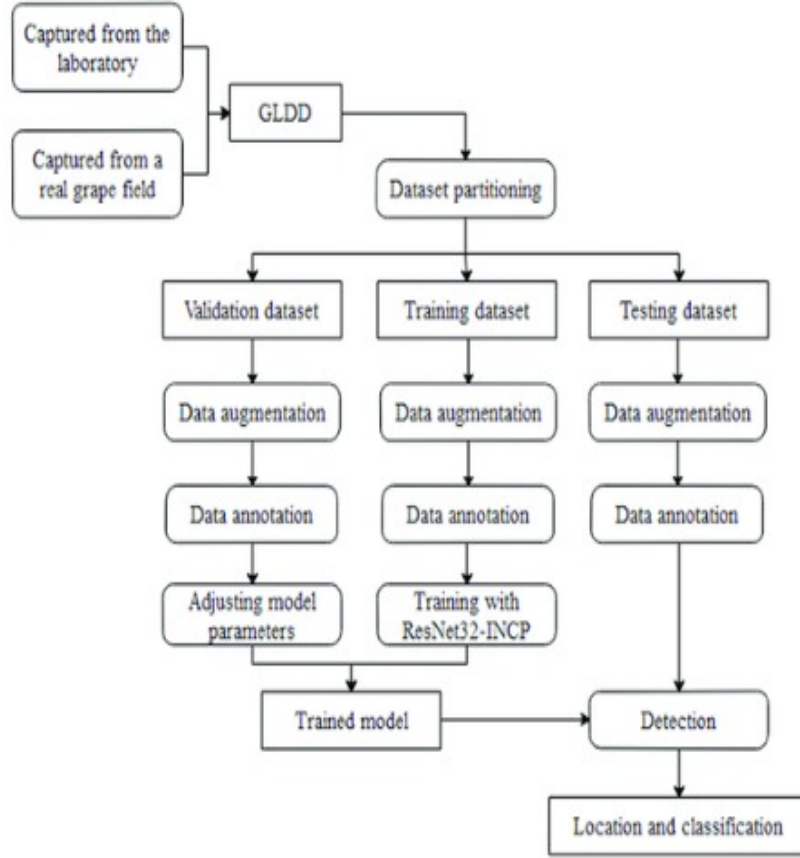 Captured from the
laboratory
GLDD
Captured from a
real grape field
Dataset partitioning
Validation dataset
Training dataset
Testing dataset
Data augmentation
Data augmentation
Data augmentation
Data annotation
Data annotation
Data annotation
Adjusting model
parameters
Training with
ResNet32-INCP
Trained model
Detection
Location and classification